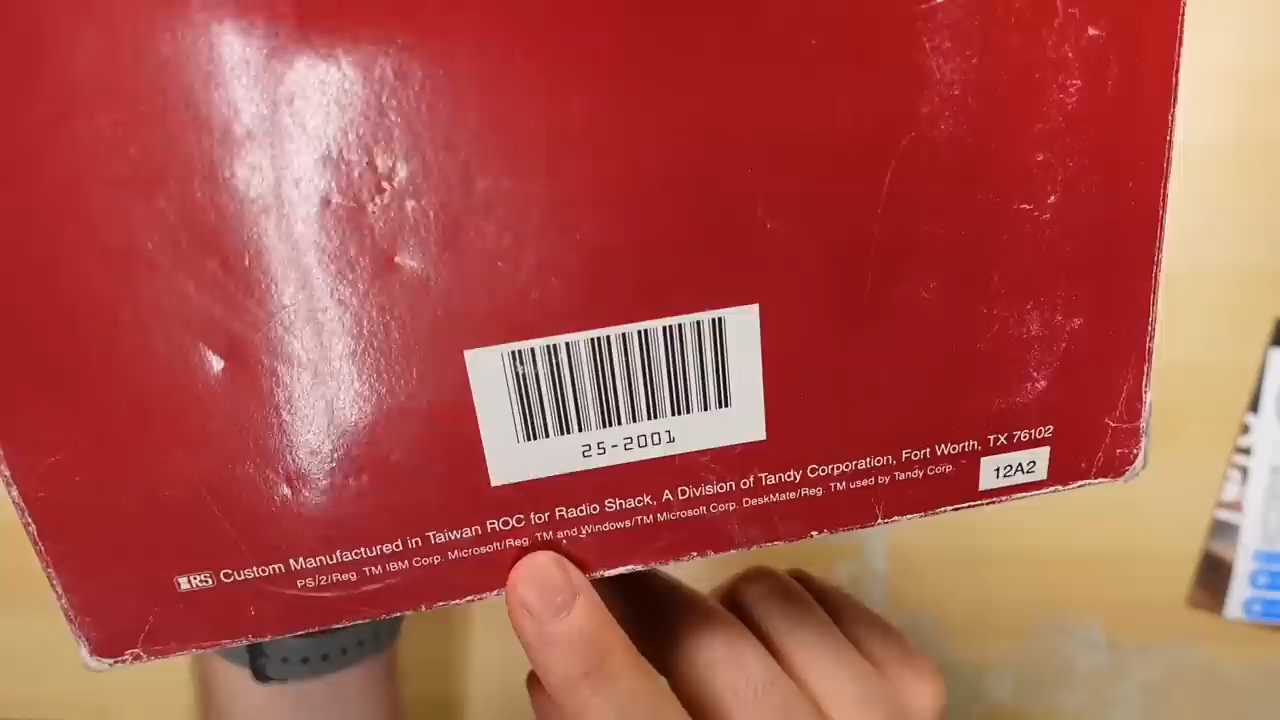 25-2001
RS Custom Manufactured in Taiwan ROC for Radio Shack, A Division of Tandy Corporation, Fort Worth, TX 76102
PS/2/Reg. TM IBM Corp. Microsoft/Reg. TM and Windows/TM Microsoft Corp. DeskMate/Reg. TM used by Tandy Corp.
12A2